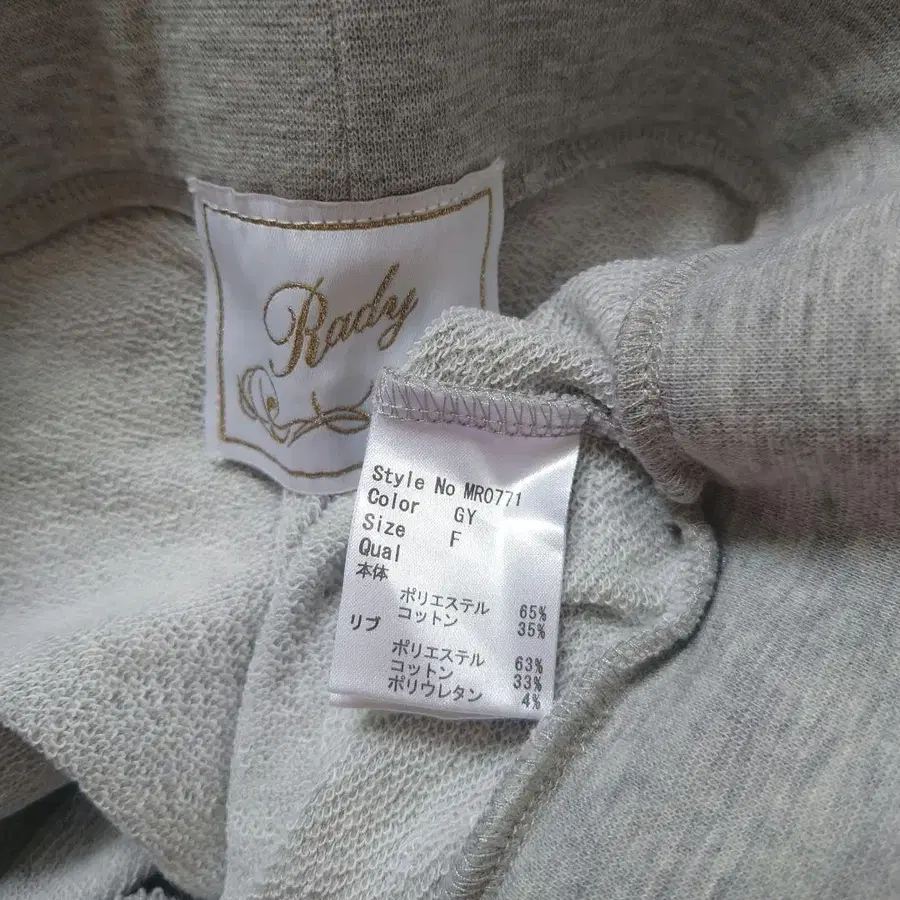 Rady
Style No MR0771
Color GY
Size F
Qual
本体
ポリエステル 65%
コットン 35%
リブ
ポリエステル 63%
コットン 33%
ポリウレタン 4%